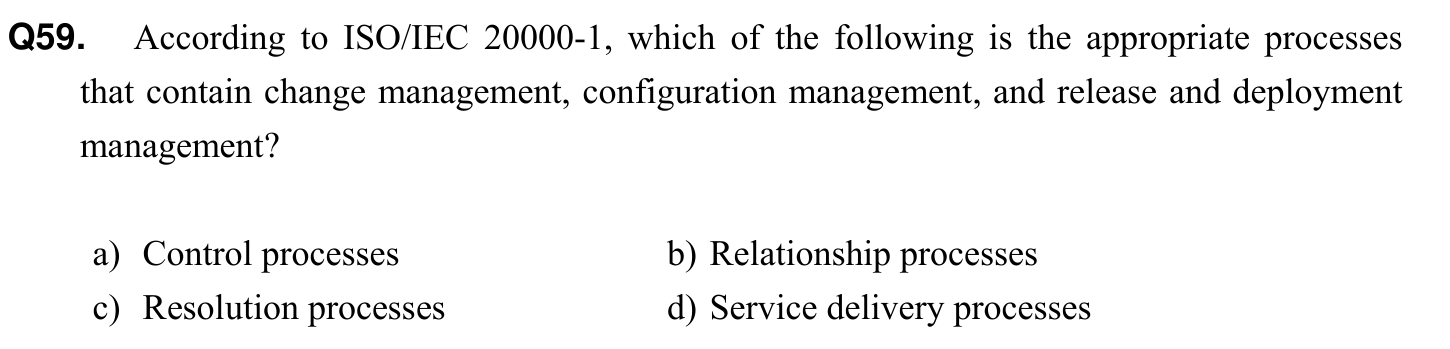 Q59. According to ISO/IEC 20000-1, which of the following is the appropriate processes
that contain change management, configuration management, and release and deployment
management?
a) Control processes b) Relationship processes
c) Resolution processes d) Service delivery processes